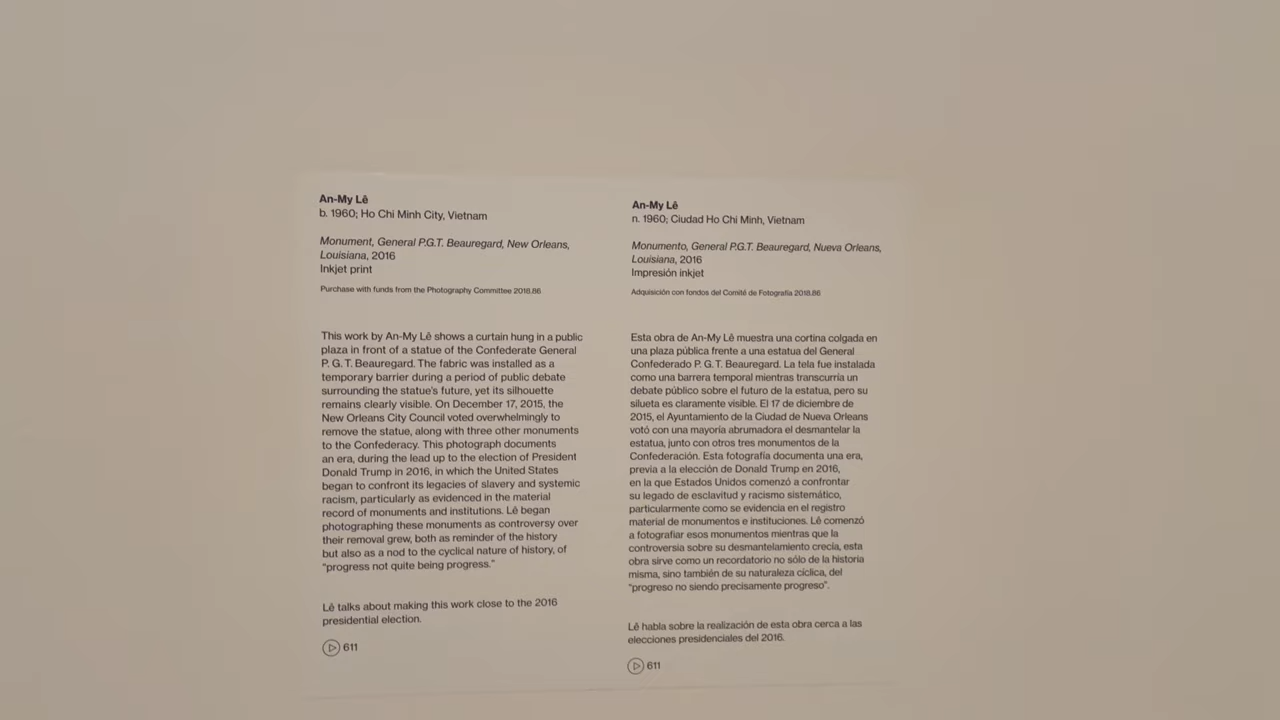 An-My Lê
b. 1960; Ho Chi Minh City, Vietnam
Monument, General P.G.T. Beauregard, New Orleans,
Louisiana, 2016
Inkjet print
Purchase with funds from the Photography Committee 2018.86
This work by An-My Lê shows a curtain hung in a public
plaza in front of a statue of the Confederate General
P. G. T. Beauregard. The fabric was installed as a
temporary barrier during a period of public debate
surrounding the statue's future, yet its silhouette
remains clearly visible. On December 17, 2015, the
New Orleans City Council voted overwhelmingly to
remove the statue, along with three other monuments
to the Confederacy. This photograph documents
an era, during the lead up to the election of President
Donald Trump in 2016, in which the United States
began to confront its legacies of slavery and systemic
racism, particularly as evidenced in the material
record of monuments and institutions. Lê began
photographing these monuments as controversy over
their removal grew, both as reminder of the history
but also as a nod to the cyclical nature of history, of
"progress not quite being progress."
Lê talks about making this work close to the 2016
presidential election.
611
An-My Lê
n. 1960; Ciudad Ho Chi Minh, Vietnam
Monumento, General P.G.T. Beauregard, Nueva Orleans,
Louisiana, 2016
Impresión inkjet
Adquisición con fondos del Comité de Fotografía 2018.86
Esta obra de An-My Lê muestra una cortina colgada en
una plaza pública frente a una estatua del General
Confederado P. G. T. Beauregard. La tela fue instalada
como una barrera temporal mientras transcurría un
debate público sobre el futuro de la estatua, pero su
silueta es claramente visible. El 17 de diciembre de
2015, el Ayuntamiento de la Ciudad de Nueva Orleans
votó con una mayoría abrumadora el desmantelar la
estatua, junto con otros tres monumentos de la
Confederación. Esta fotografía documenta una era,
previa a la elección de Donald Trump en 2016,
en la que Estados Unidos comenzó a confrontar
su legado de esclavitud y racismo sistemático,
particularmente como se evidencia en el registro
material de monumentos e instituciones. Lê comenzó
a fotografiar esos monumentos mientras que la
controversia sobre su desmantelamiento crecía, esta
obra sirve como un recordatorio no sólo de la historia
misma, sino también de su naturaleza cíclica, del
"progreso no siendo precisamente progreso".
Lê habla sobre la realización de esta obra cerca a las
elecciones presidenciales del 2016.
611